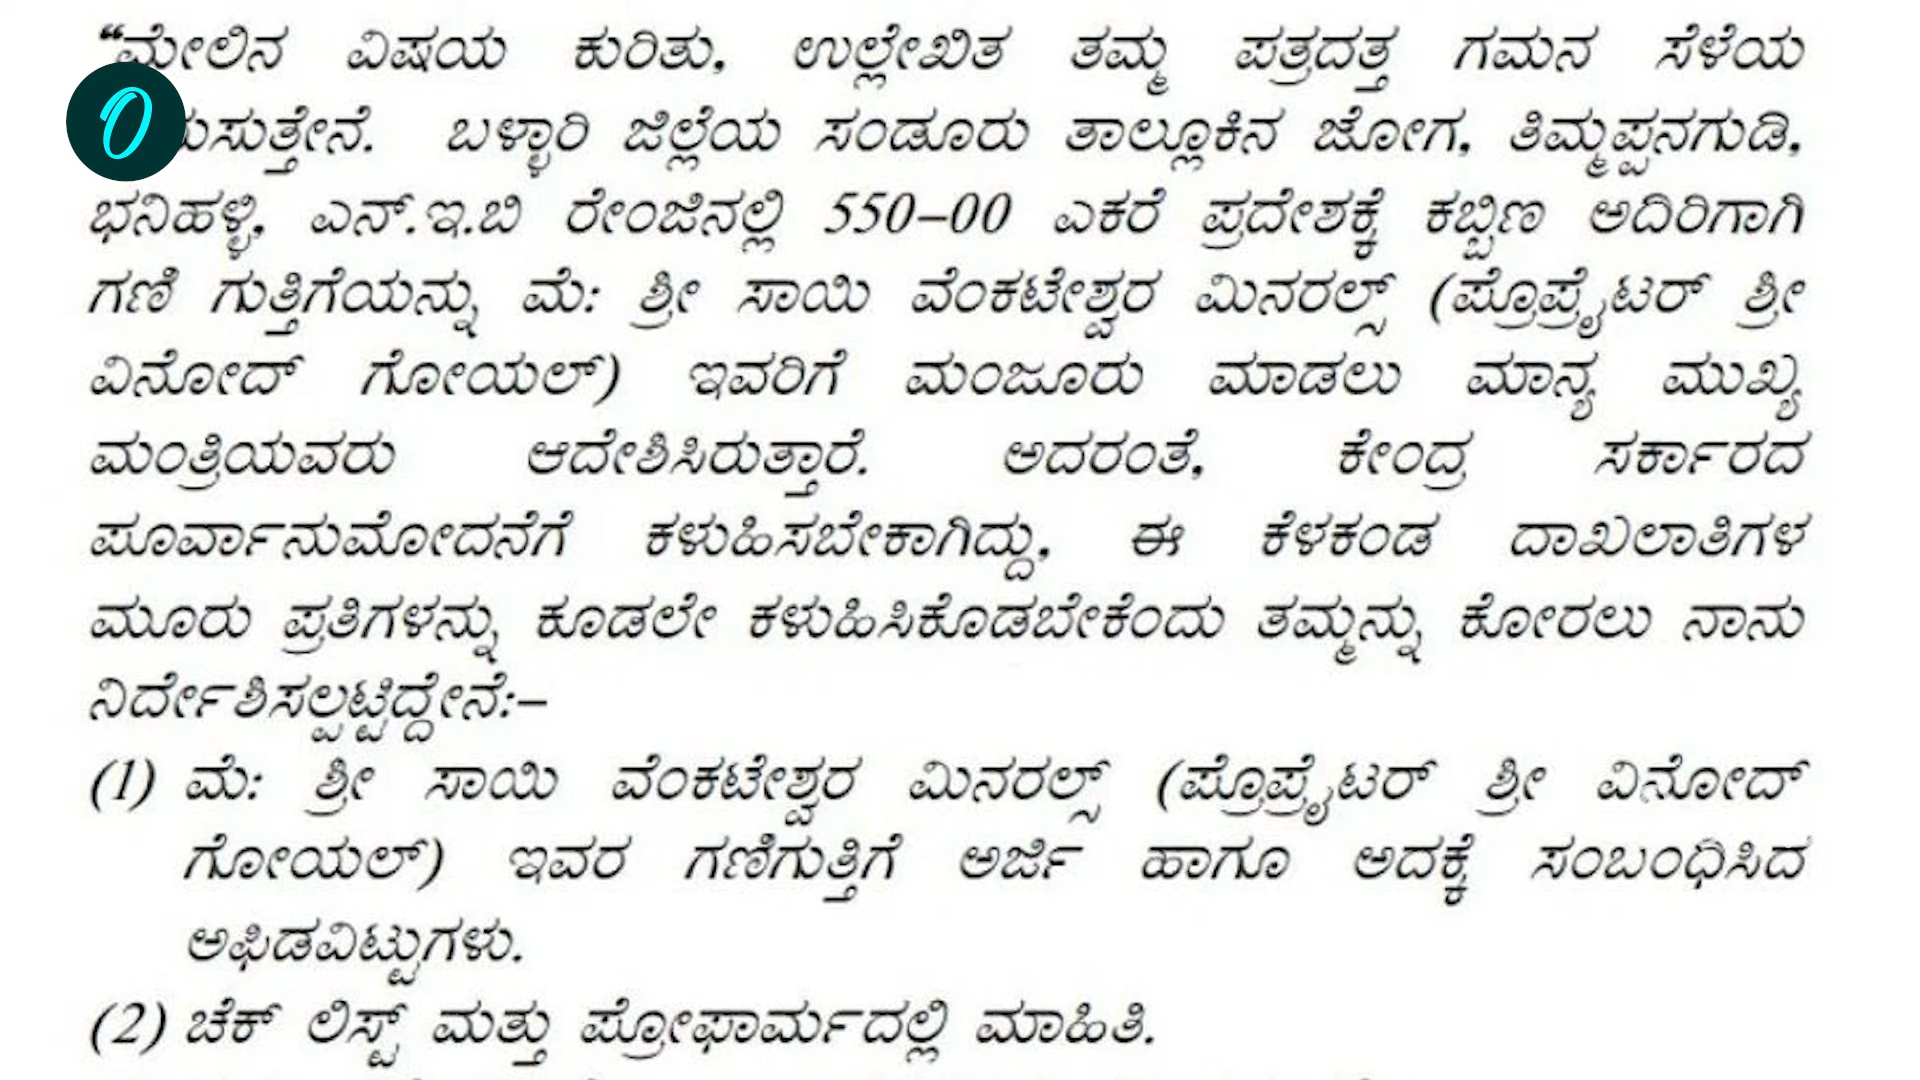 “ಮೇಲಿನ ವಿಷಯ ಕುರಿತು, ಉಲ್ಲೇಖಿತ ತಮ್ಮ ಪತ್ರದತ್ತ ಗಮನ ಸೆಳೆಯ
ಬಳ್ಳಾರಿ ಜಿಲ್ಲೆಯ ಸಂಡೂರು ತಾಲ್ಲೂಕಿನ ಜೋಗ, ತಿಮ್ಮಪ್ಪನಗುಡಿ,
ಭನಿಹಳ್ಳಿ, ಎನ್.ಇ.ಬಿ ರೇಂಜಿನಲ್ಲಿ 550–00 ಎಕರೆ ಪ್ರದೇಶಕ್ಕೆ ಕಬ್ಬಿಣ ಅದಿರಿಗಾಗಿ
ಗಣಿ ಗುತ್ತಿಗೆಯನ್ನು ಮೆ: ಶ್ರೀ ಸಾಯಿ ವೆಂಕಟೇಶ್ವರ ಮಿನರಲ್ಸ್ (ಪ್ರೊಪ್ರೈಟರ್ ಶ್ರೀ
ವಿನೋದ್ ಗೋಯಲ್) ಇವರಿಗೆ ಮಂಜೂರು ಮಾಡಲು ಮಾನ್ಯ ಮುಖ್ಯ
ಮಂತ್ರಿಯವರು ಆದೇಶಿಸಿರುತ್ತಾರೆ. ಅದರಂತೆ, ಕೇಂದ್ರ ಸರ್ಕಾರದ
ಪೂರ್ವಾನುಮೋದನೆಗೆ ಕಳುಹಿಸಬೇಕಾಗಿದ್ದು, ಈ ಕೆಳಕಂಡ ದಾಖಲಾತಿಗಳ
ಮೂರು ಪ್ರತಿಗಳನ್ನು ಕೂಡಲೇ ಕಳುಹಿಸಿಕೊಡಬೇಕೆಂದು ತಮ್ಮನ್ನು ಕೋರಲು ನಾನು
ನಿರ್ದೇಶಿಸಲ್ಪಟ್ಟಿದ್ದೇನೆ:–
(1) ಮೆ: ಶ್ರೀ ಸಾಯಿ ವೆಂಕಟೇಶ್ವರ ಮಿನರಲ್ಸ್ (ಪ್ರೊಪ್ರೈಟರ್ ಶ್ರೀ ವಿನೋದ್
ಗೋಯಲ್) ಇವರ ಗಣಿಗುತ್ತಿಗೆ ಅರ್ಜಿ ಹಾಗೂ ಅದಕ್ಕೆ ಸಂಬಂಧಿಸಿದ
ಅಫಿಡವಿಟ್ಟುಗಳು.
(2) ಚೆಕ್ ಲಿಸ್ಟ್ ಮತ್ತು ಪ್ರೋಫಾರ್ಮದಲ್ಲಿ ಮಾಹಿತಿ.